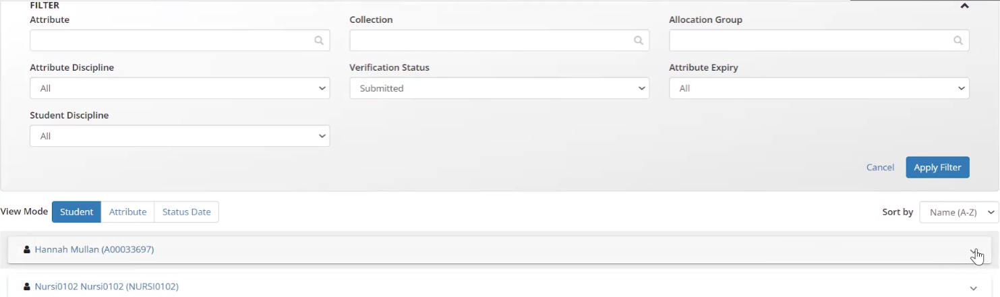 FILTER
Attribute
Collection
Allocation Group
Attribute Discipline
Verification Status
Attribute Expiry
All
Submitted
All
Student Discipline
All
Cancel
Apply Filter
View Mode
Student
Attribute
Status Date
Sort by
Name (A-Z)
Hannah Mullan (A00033697)
Nursi0102 Nursi0102 (NURSI0102)